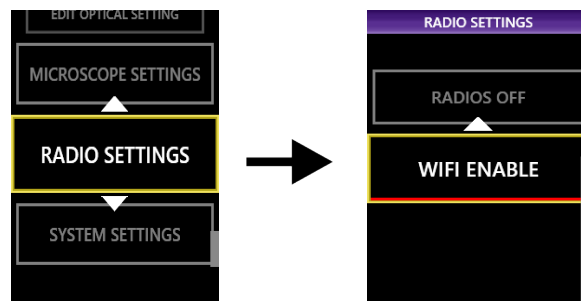 EDIT OPTICAL SETTING
MICROSCOPE SETTINGS
RADIO SETTINGS
SYSTEM SETTINGS
RADIO SETTINGS
RADIOS OFF
WIFI ENABLE